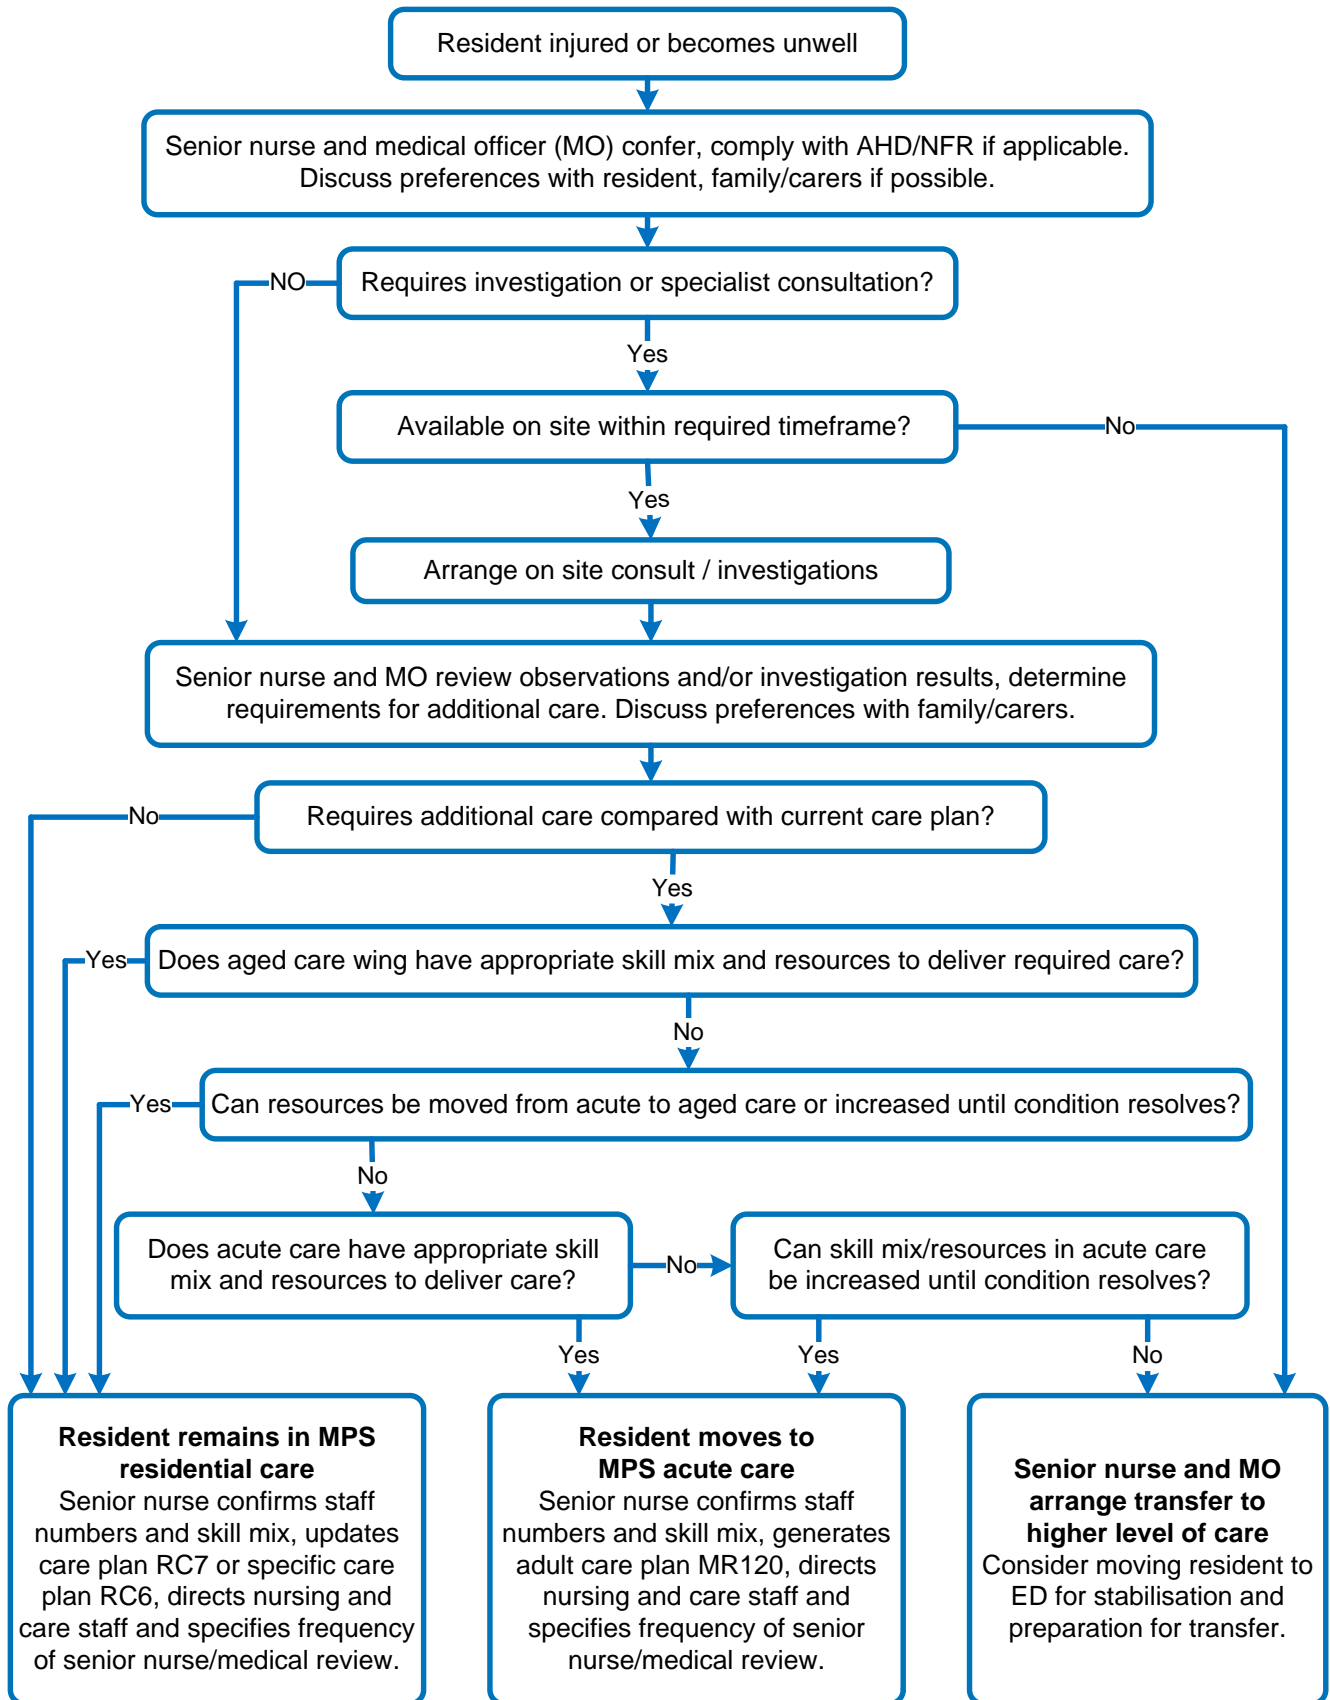 Resident injured or becomes unwell
Senior nurse and medical officer (MO) confer, comply with AHD/NFR if applicable.
Discuss preferences with resident, family/carers if possible.
NO
Requires investigation or specialist consultation?
Yes
Available on site within required timeframe?
No
Yes
Arrange on site consult / investigations
Senior nurse and MO review observations and/or investigation results, determine
requirements for additional care. Discuss preferences with family/carers.
No
Requires additional care compared with current care plan?
Yes
Yes
Does aged care wing have appropriate skill mix and resources to deliver required care?
No
Yes
Can resources be moved from acute to aged care or increased until condition resolves?
No
Does acute care have appropriate skill
mix and resources to deliver care?
No
Can skill mix/resources in acute care
be increased until condition resolves?
Yes
Yes
No
Resident remains in MPS
residential care
Senior nurse confirms staff
numbers and skill mix, updates
care plan RC7 or specific care
plan RC6, directs nursing and
care staff and specifies frequency
of senior nurse/medical review.
Resident moves to
MPS acute care
Senior nurse confirms staff
numbers and skill mix, generates
adult care plan MR120, directs
nursing and care staff and
specifies frequency of senior
nurse/medical review.
Senior nurse and MO
arrange transfer to
higher level of care
Consider moving resident to
ED for stabilisation and
preparation for transfer.